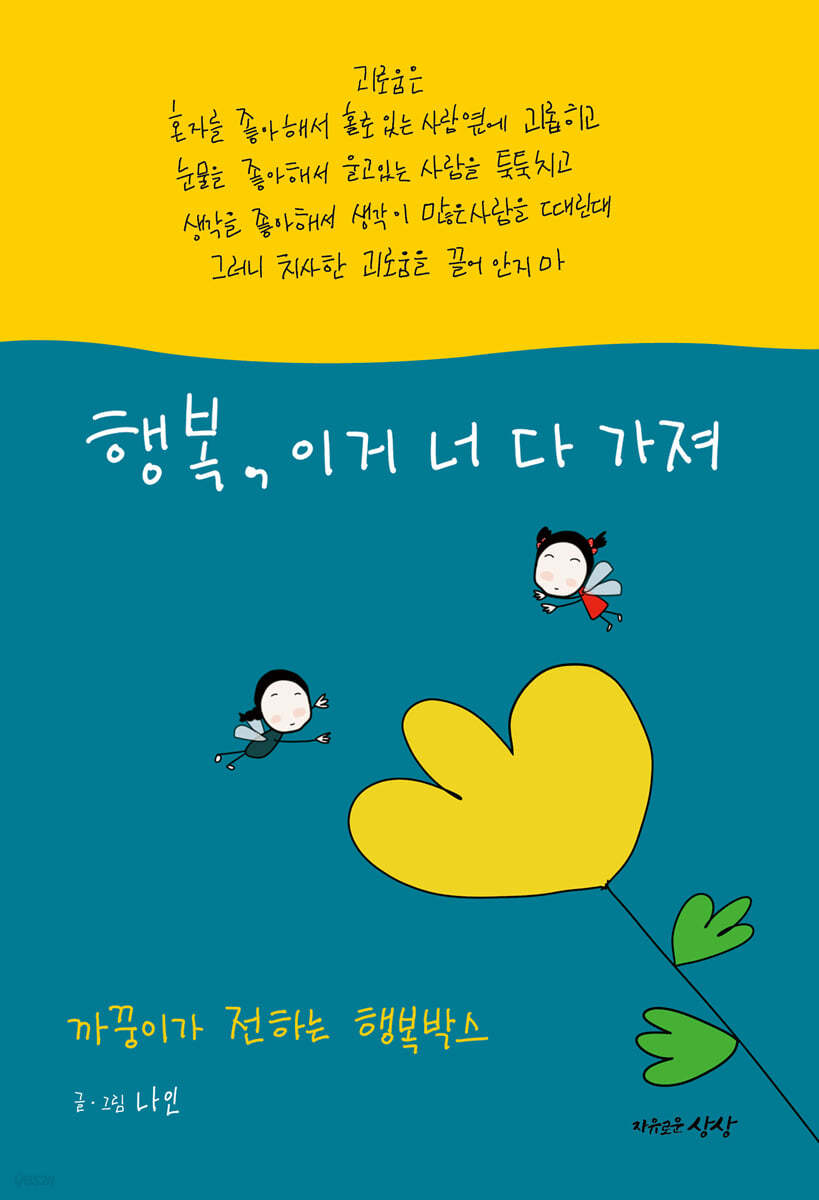 괴로움은
혼자를 좋아해서 홀로 있는 사람 옆에 괴롭히고
눈물을 좋아해서 울고있는 사람을 툭툭치고
생각을 좋아해서 생각이 많은사람을 때린대
그러니 치사한 괴로움을 끌어 안지 마
행복, 이거 너 다 가져
까꿍이가 전하는 행복박스
글·그림 나인
자유로운 상상
yes24